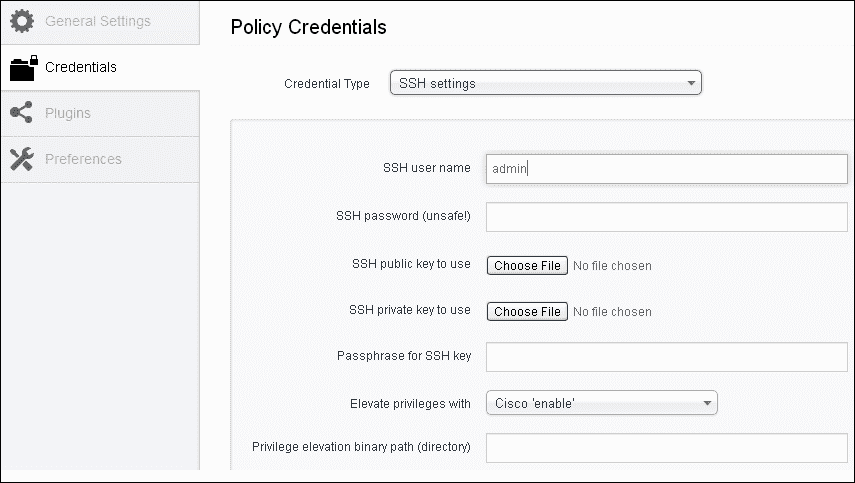 General Settings
Credentials
Plugins
Preferences
Policy Credentials
Credential Type
SSH settings
SSH user name
admin
SSH password (unsafe!)
SSH public key to use
Choose File No file chosen
SSH private key to use
Choose File No file chosen
Passphrase for SSH key
Elevate privileges with
Cisco 'enable'
Privilege elevation binary path (directory)